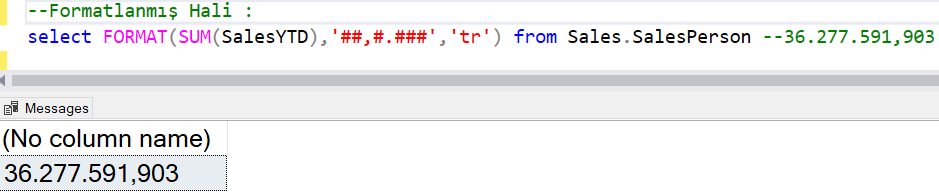 --Formatlanmış Hali :
select FORMAT(SUM(SalesYTD),'##,#.###','tr') from Sales.SalesPerson --36.277.591,903
Messages
(No column name)
36.277.591,903